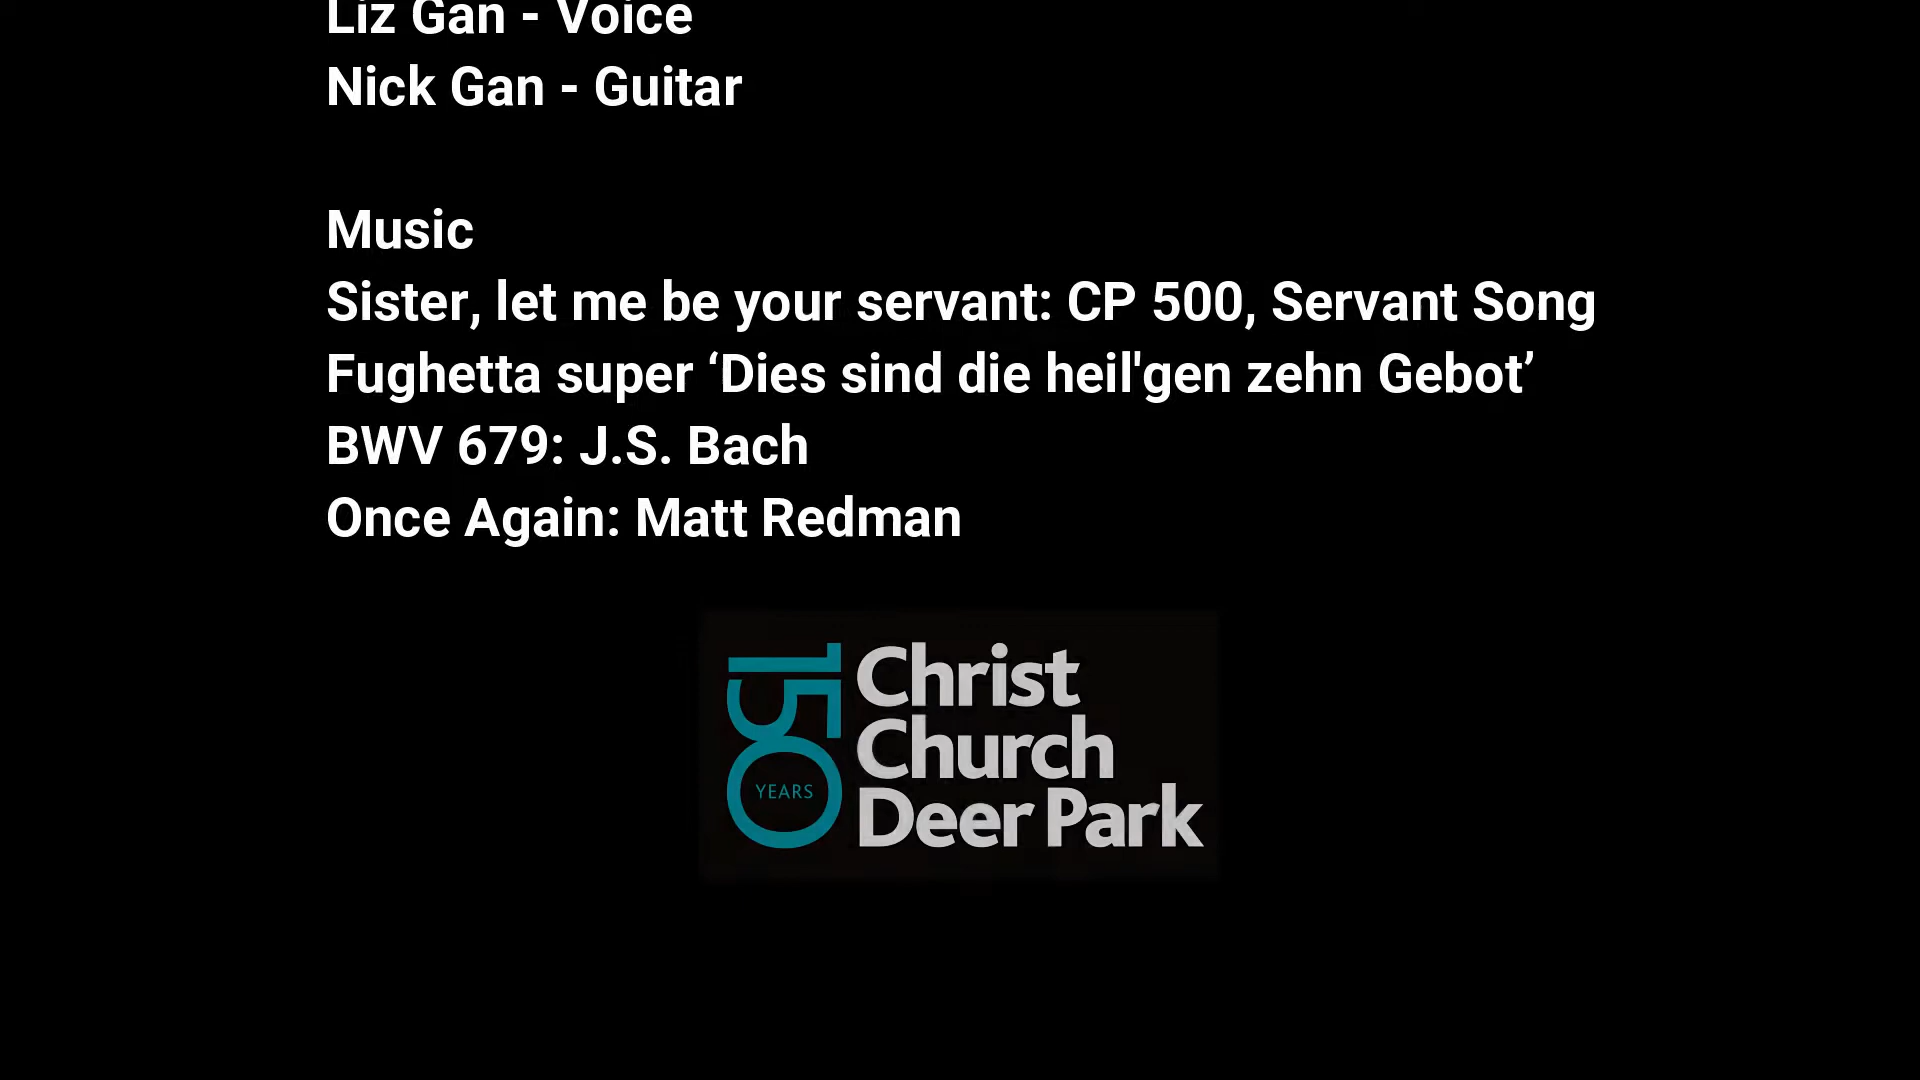 Liz Gan - Voice
Nick Gan - Guitar
Music
Sister, let me be your servant: CP 500, Servant Song
Fughetta super ‘Dies sind die heil'gen zehn Gebot’
BWV 679: J.S. Bach
Once Again: Matt Redman
150
YEARS
Christ
Church
Deer Park